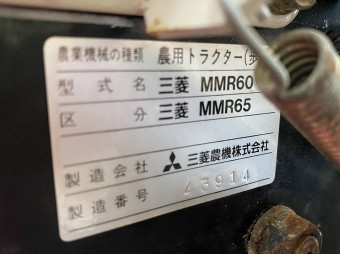 農業機械の種類 農用トラクター(歩
型式名 三菱 MMR60
区分 三菱 MMR65
製造会社 三菱農機株式会社
製造番号 43914